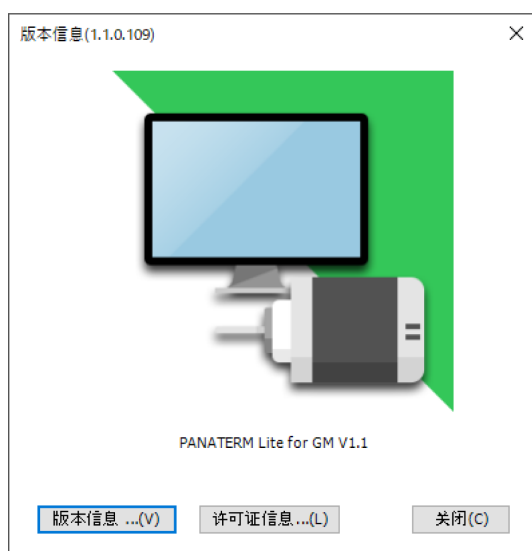 版本信息(1.1.0.109)
PANATERM Lite for GM V1.1
版本信息 ...(V)
许可证信息...(L)
关闭(C)